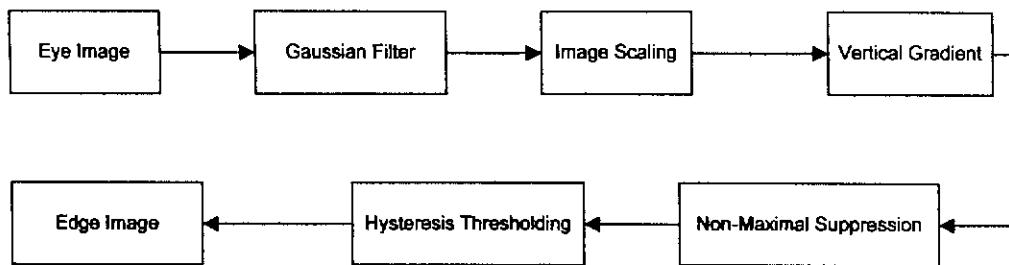 Eye Image
Gaussian Filter
Image Scaling
Vertical Gradient
Edge Image
Hysteresis Thresholding
Non-Maximal Suppression